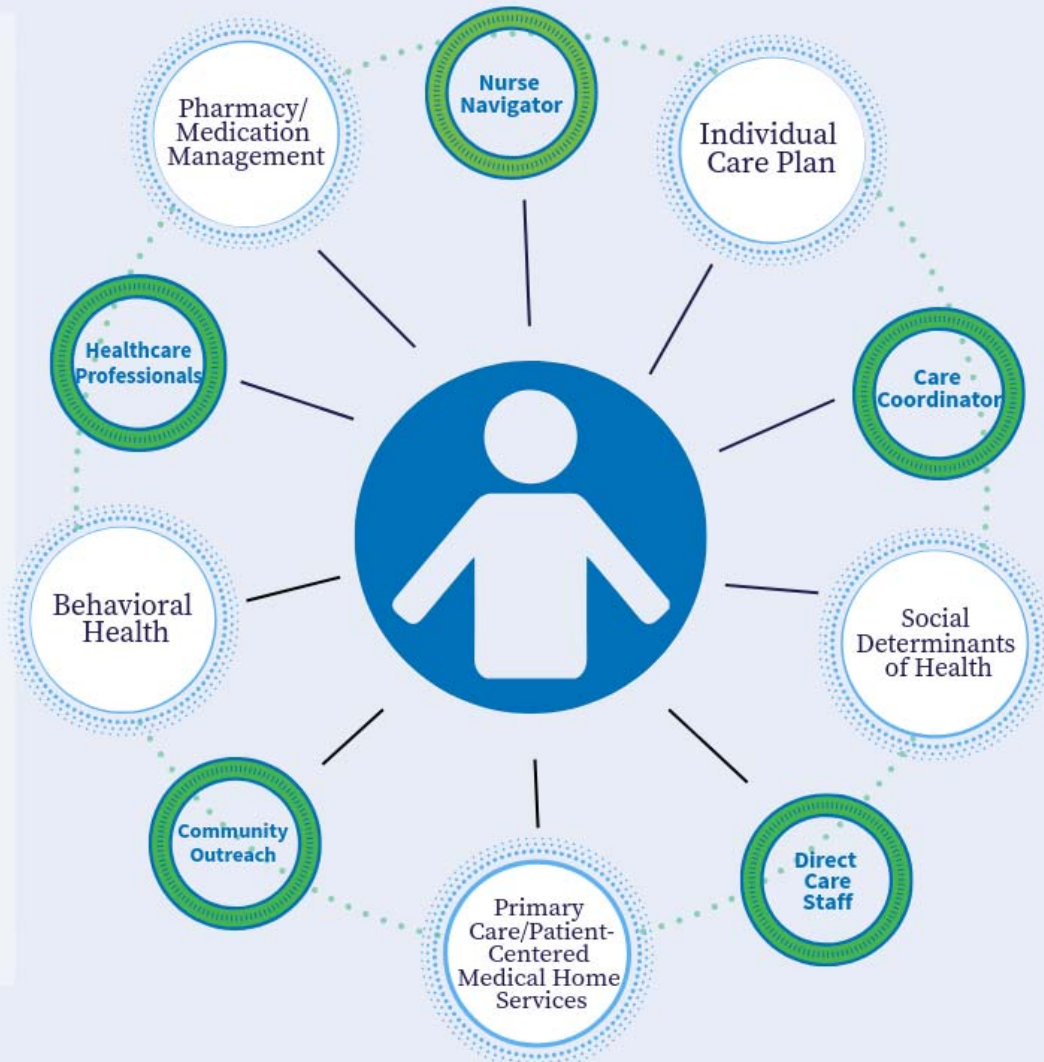 Nurse
Navigator
Pharmacy/
Medication
Management
Individual
Care Plan
Healthcare
Professionals
Care
Coordinator
Behavioral
Health
Social
Determinants
of Health
Community
Outreach
Direct
Care
Staff
Primary
Care/Patient-
Centered
Medical Home
Services